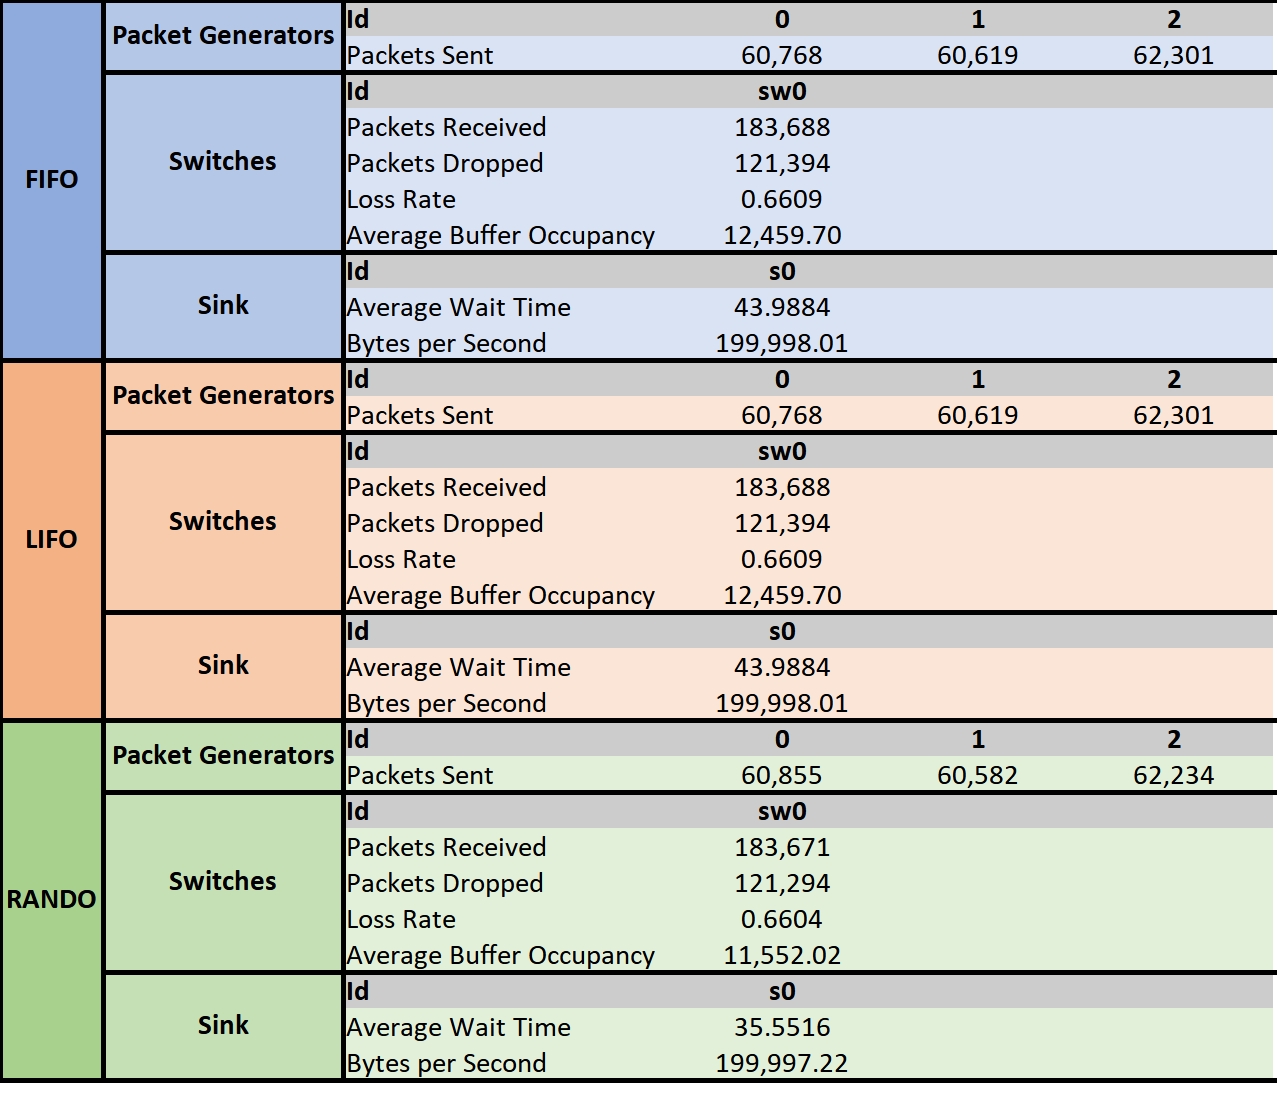 FIFO
Packet Generators
Id 0 1 2
Packets Sent 60,768 60,619 62,301
Switches
Id sw0
Packets Received 183,688
Packets Dropped 121,394
Loss Rate 0.6609
Average Buffer Occupancy 12,459.70
Sink
Id s0
Average Wait Time 43.9884
Bytes per Second 199,998.01
LIFO
Packet Generators
Id 0 1 2
Packets Sent 60,768 60,619 62,301
Switches
Id sw0
Packets Received 183,688
Packets Dropped 121,394
Loss Rate 0.6609
Average Buffer Occupancy 12,459.70
Sink
Id s0
Average Wait Time 43.9884
Bytes per Second 199,998.01
RANDO
Packet Generators
Id 0 1 2
Packets Sent 60,855 60,582 62,234
Switches
Id sw0
Packets Received 183,671
Packets Dropped 121,294
Loss Rate 0.6604
Average Buffer Occupancy 11,552.02
Sink
Id s0
Average Wait Time 35.5516
Bytes per Second 199,997.22